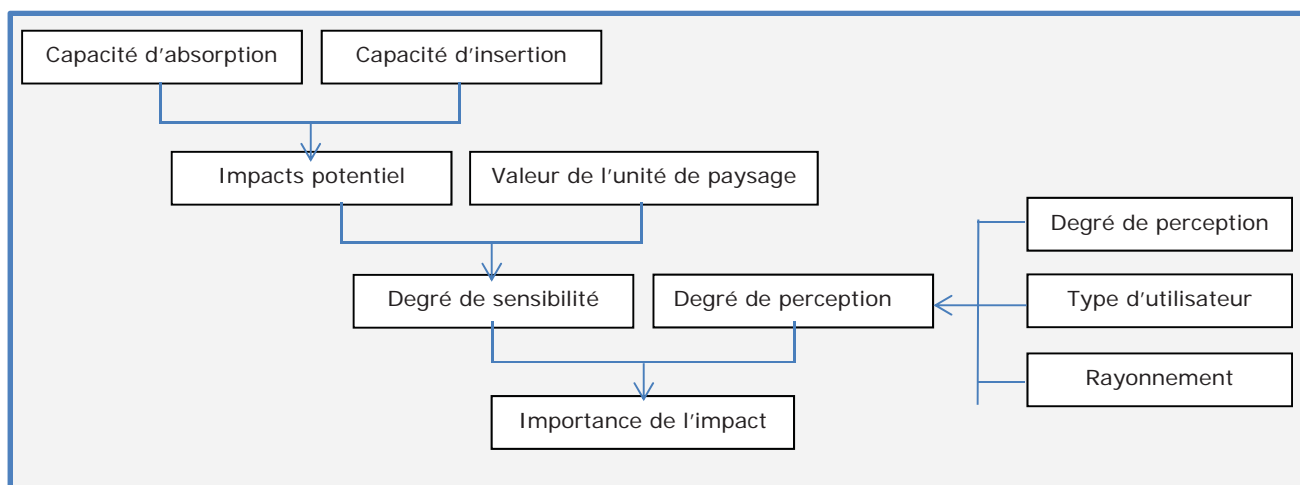 Capacité d'absorption
Capacité d'insertion
Impacts potentiel
Valeur de l'unité de paysage
Degré de perception
Degré de sensibilité
Degré de perception
Type d'utilisateur
Rayonnement
Importance de l'impact